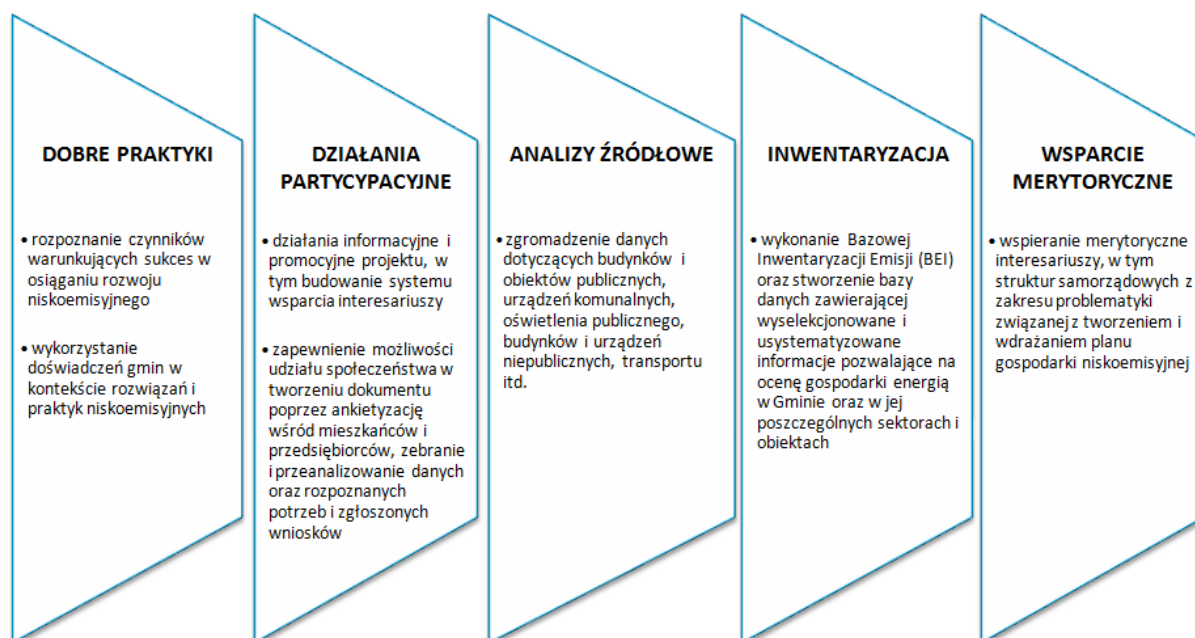 DOBRE PRAKTYKI
• rozpoznanie czynników
warunkujących sukces w
osiąganiu rozwoju
niskoemisyjnego
• wykorzystanie
doświadczeń gmin w
kontekście rozwiązań i
praktyk niskoemisyjnych
DZIAŁANIA
PARTYCYPACYJNE
• działania informacyjne i
promocyjne projektu, w
tym budowanie systemu
wsparcia interesariuszy
• zapewnienie możliwości
udziału społeczeństwa w
tworzeniu dokumentu
poprzez ankietyzację
wśród mieszkańców i
przedsiębiorców, zebranie
i przeanalizowanie danych
oraz rozpoznanych
potrzeb i zgłoszonych
wniosków
ANALIZY ŹRÓDŁOWE
• zgromadzenie danych
dotyczących budynków i
obiektów publicznych,
urządzeń komunalnych,
oświetlenia publicznego,
budynków i urządzeń
niepublicznych, transportu
itd.
INWENTARYZACJA
• wykonanie Bazowej
Inwentaryzacji Emisji (BEI)
oraz stworzenie bazy
danych zawierającej
wyselekcjonowane i
usystematyzowane
informacje pozwalające na
ocenę gospodarki energią
w Gminie oraz w jej
poszczególnych sektorach i
obiektach
WSPARCIE
MERYTORYCZNE
• wspieranie merytoryczne
interesariuszy, w tym
struktur samorządowych z
zakresu problematyki
związanej z tworzeniem i
wdrażaniem planu
gospodarki niskoemisyjnej